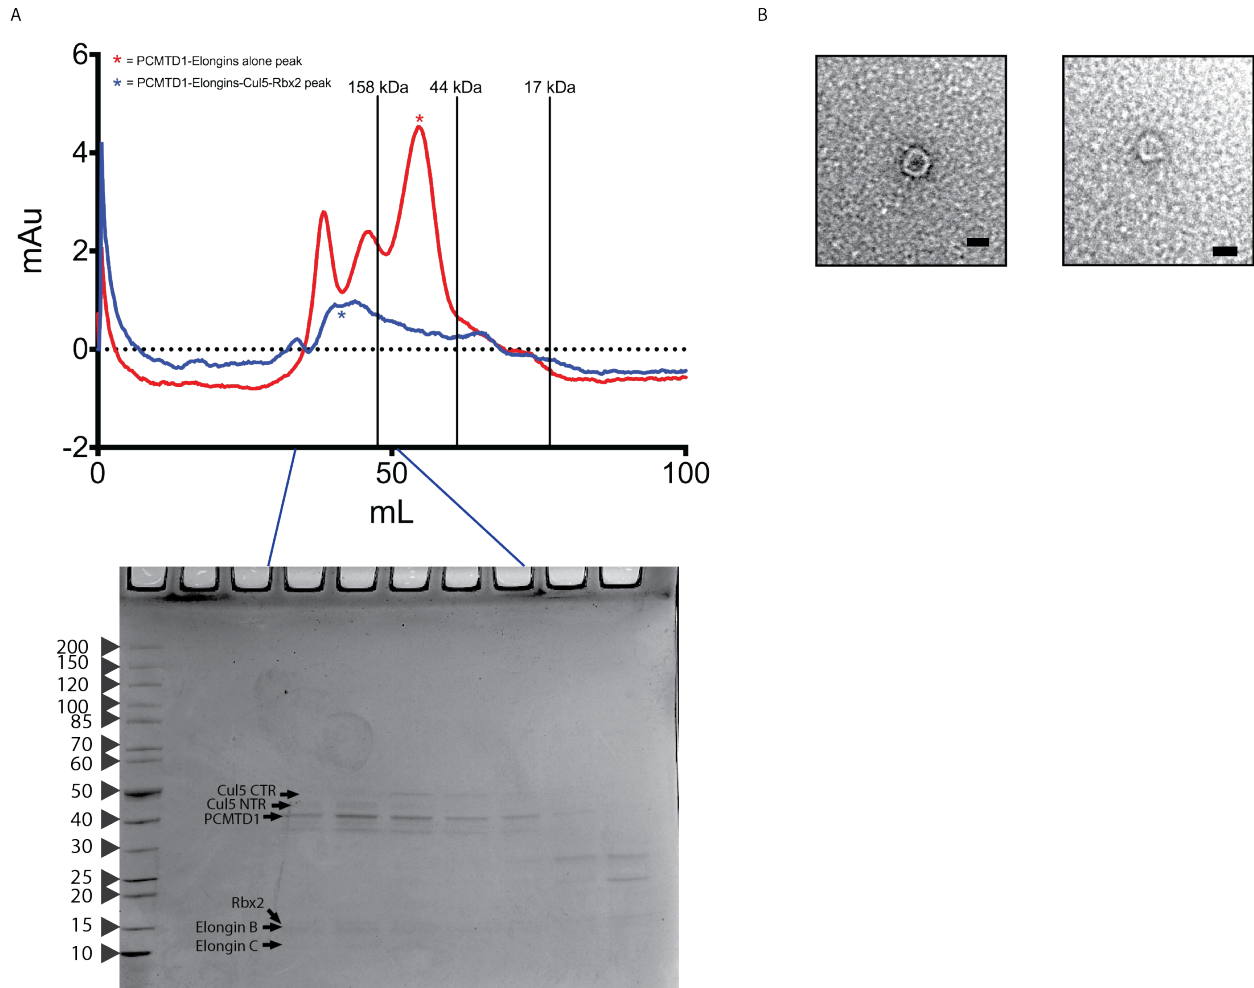 A
B
6
* = PCMTD1-Elongins alone peak
* = PCMTD1-Elongins-Cul5-Rbx2 peak
158 kDa
44 kDa
17 kDa
*
4
mAu
2
*
0
-2
0
50
100
mL
200
150
120
100
85
70
60
50
Cul5 CTR
Cul5 NTR
PCMTD1
40
30
25
20
Rbx2
15
Elongin B
Elongin C
10